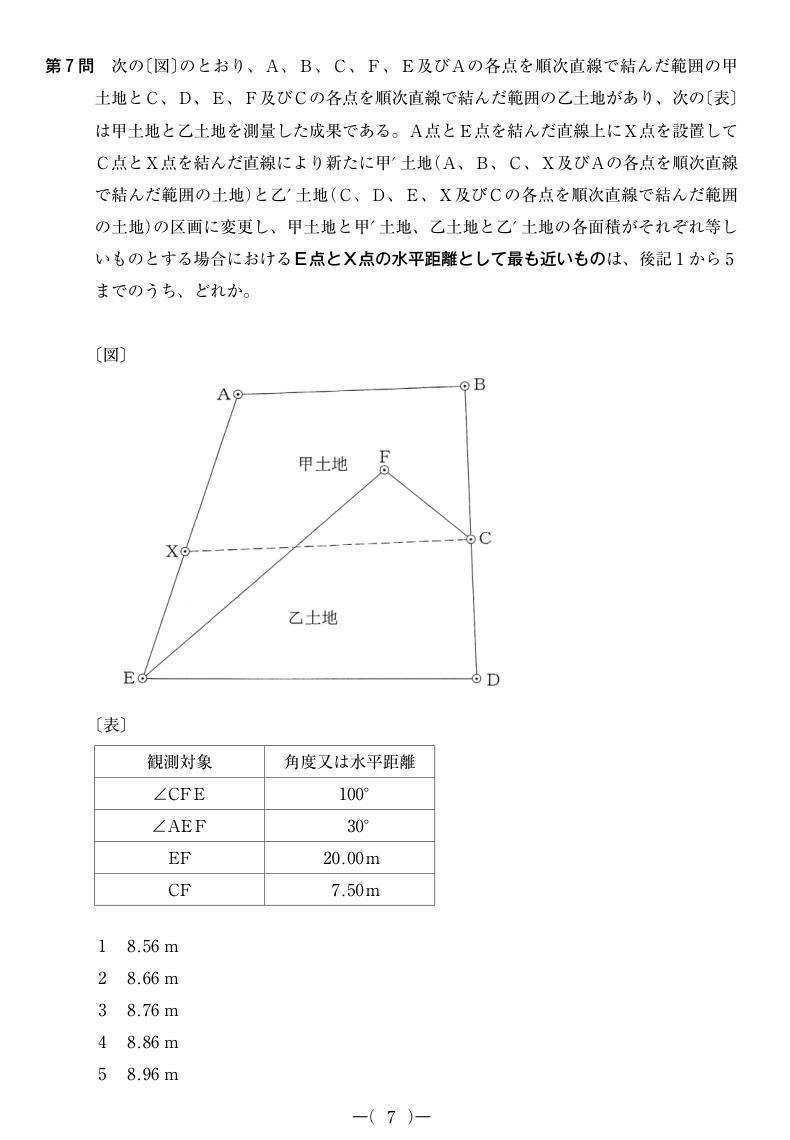 第7問　次の〔図〕のとおり、A、B、C、F、E及びAの各点を順次直線で結んだ範囲の甲
土地とC、D、E、F及びCの各点を順次直線で結んだ範囲の乙土地があり、次の〔表〕
は甲土地と乙土地を測量した成果である。A点とE点を結んだ直線上にX点を設置して
C点とX点を結んだ直線により新たに甲′土地(A、B、C、X及びAの各点を順次直線
で結んだ範囲の土地)と乙′土地(C、D、E、X及びCの各点を順次直線で結んだ範囲
の土地)の区画に変更し、甲土地と甲′土地、乙土地と乙′土地の各面積がそれぞれ等し
いものとする場合におけるE点とX点の水平距離として最も近いものは、後記1から5
までのうち、どれか。
〔図〕
A
B
甲土地
F
X
C
乙土地
E
D
〔表〕
観測対象　角度又は水平距離
∠CFE　100°
∠AEF　30°
EF　20.00m
CF　7.50m
1　8.56 m
2　8.66 m
3　8.76 m
4　8.86 m
5　8.96 m
―( 7 )―